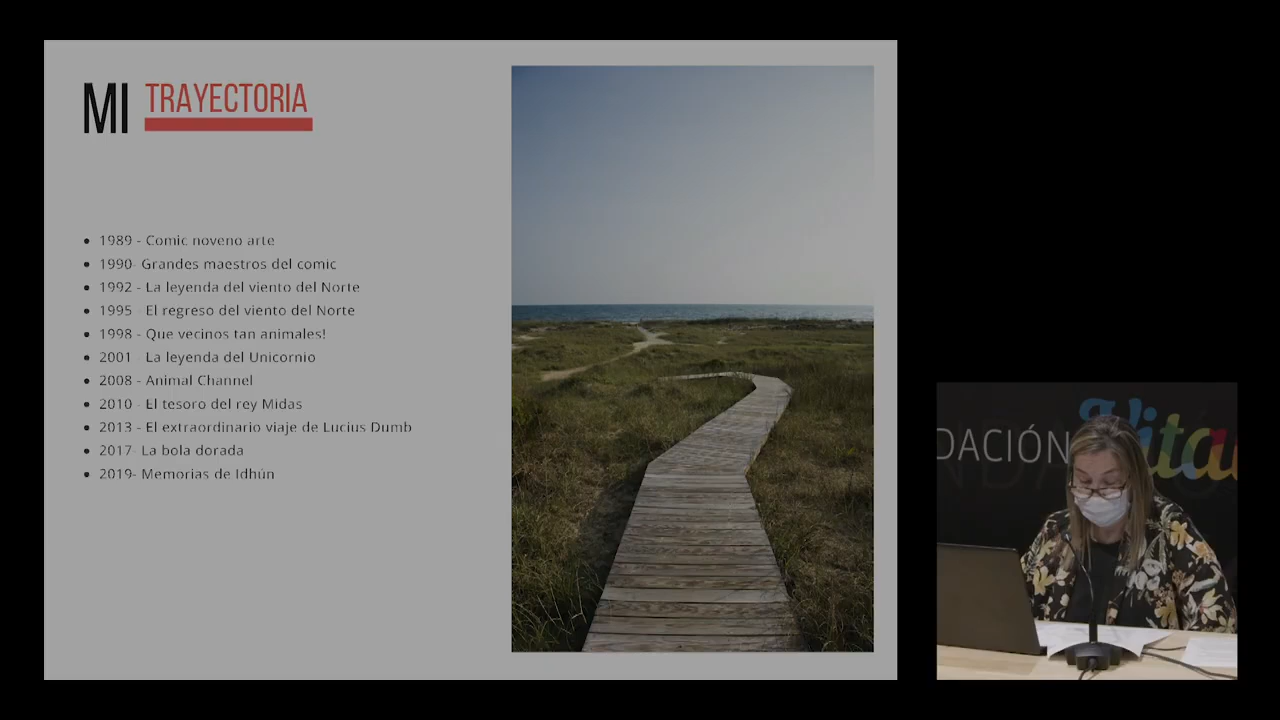 MI TRAYECTORIA
1989 - Comic noveno arte
1990- Grandes maestros del comic
1992 - La leyenda del viento del Norte
1995 - El regreso del viento del Norte
1998 - Que vecinos tan animales!
2001 - La leyenda del Unicornio
2008 - Animal Channel
2010 - El tesoro del rey Midas
2013 - El extraordinario viaje de Lucius Dumb
2017- La bola dorada
2019- Memorias de Idhún
DACIÓN Vital